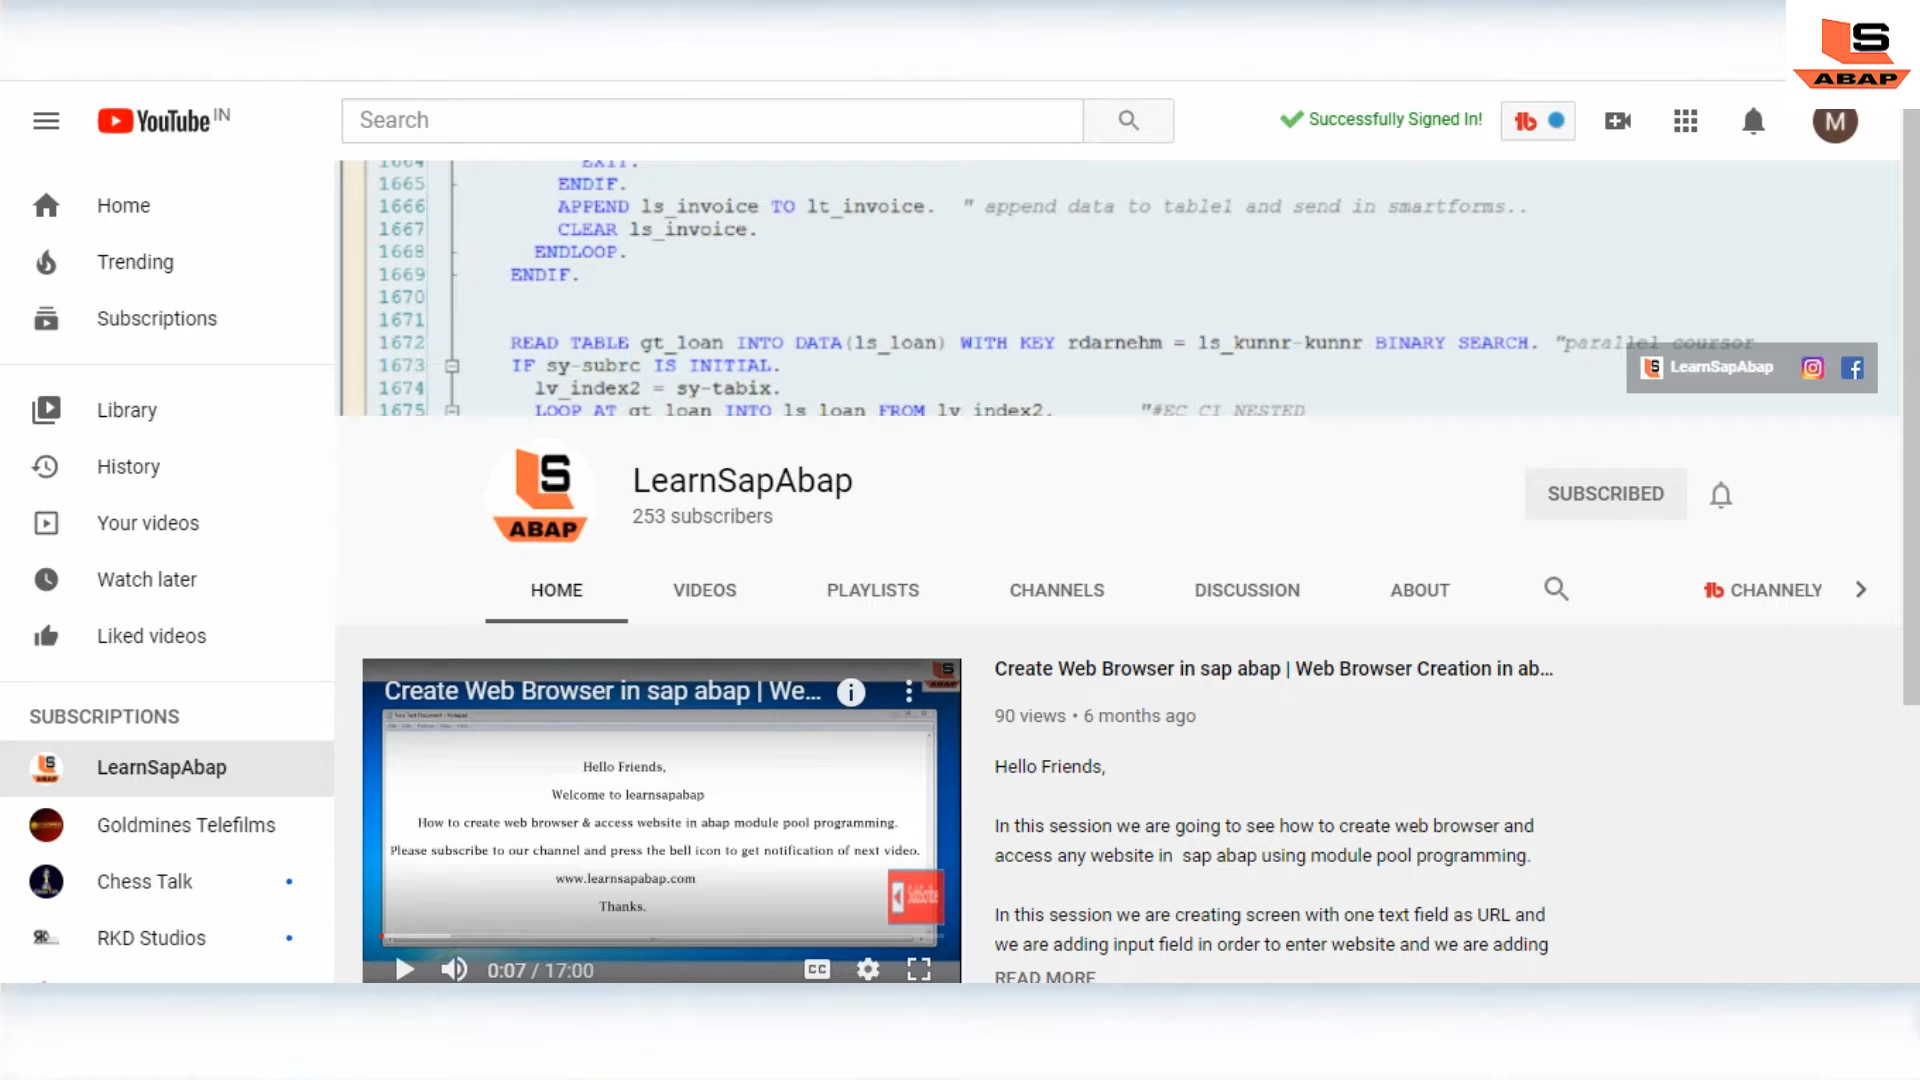 S
ABAP
YouTube IN
Search
Successfully Signed In!
M
Home
Trending
Subscriptions
Library
History
Your videos
Watch later
Liked videos
SUBSCRIPTIONS
LearnSapAbap
Goldmines Telefilms
Chess Talk
RKD Studios
1664 EXIT.
1665 ENDIF.
1666 APPEND ls_invoice TO lt_invoice. " append data to table1 and send in smartforms..
1667 CLEAR ls_invoice.
1668 ENDLOOP.
1669 ENDIF.
1670
1671
1672 READ TABLE gt_loan INTO DATA(ls_loan) WITH KEY rdarnehm = ls_kunnr-kunnr BINARY SEARCH. "parallel coursor
1673 IF sy-subrc IS INITIAL.
1674 lv_index2 = sy-tabix.
1675 LOOP AT gt_loan INTO ls_loan FROM lv_index2. "#EC CI_NESTED
LearnSapAbap
S
ABAP
LearnSapAbap
253 subscribers
SUBSCRIBED
HOME VIDEOS PLAYLISTS CHANNELS DISCUSSION ABOUT CHANNELY
Create Web Browser in sap abap | We...
Hello Friends,
Welcome to learnsapabap
How to create web browser & access website in abap module pool programming.
Please subscribe to our channel and press the bell icon to get notification of next video.
www.learnsapabap.com
Thanks.
Subscribe
0:07 / 17:00
CC
Create Web Browser in sap abap | Web Browser Creation in ab...
90 views • 6 months ago
Hello Friends,
In this session we are going to see how to create web browser and
access any website in sap abap using module pool programming.
In this session we are creating screen with one text field as URL and
we are adding input field in order to enter website and we are adding
READ MORE